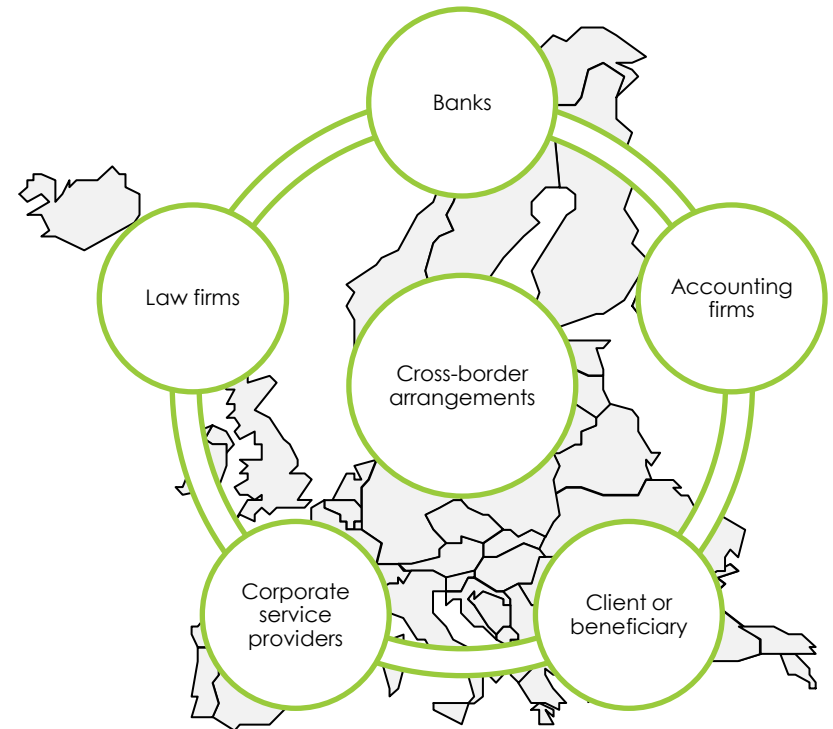 Banks
Law firms
Accounting
firms
Cross-border
arrangements
Corporate
service
providers
Client or
beneficiary